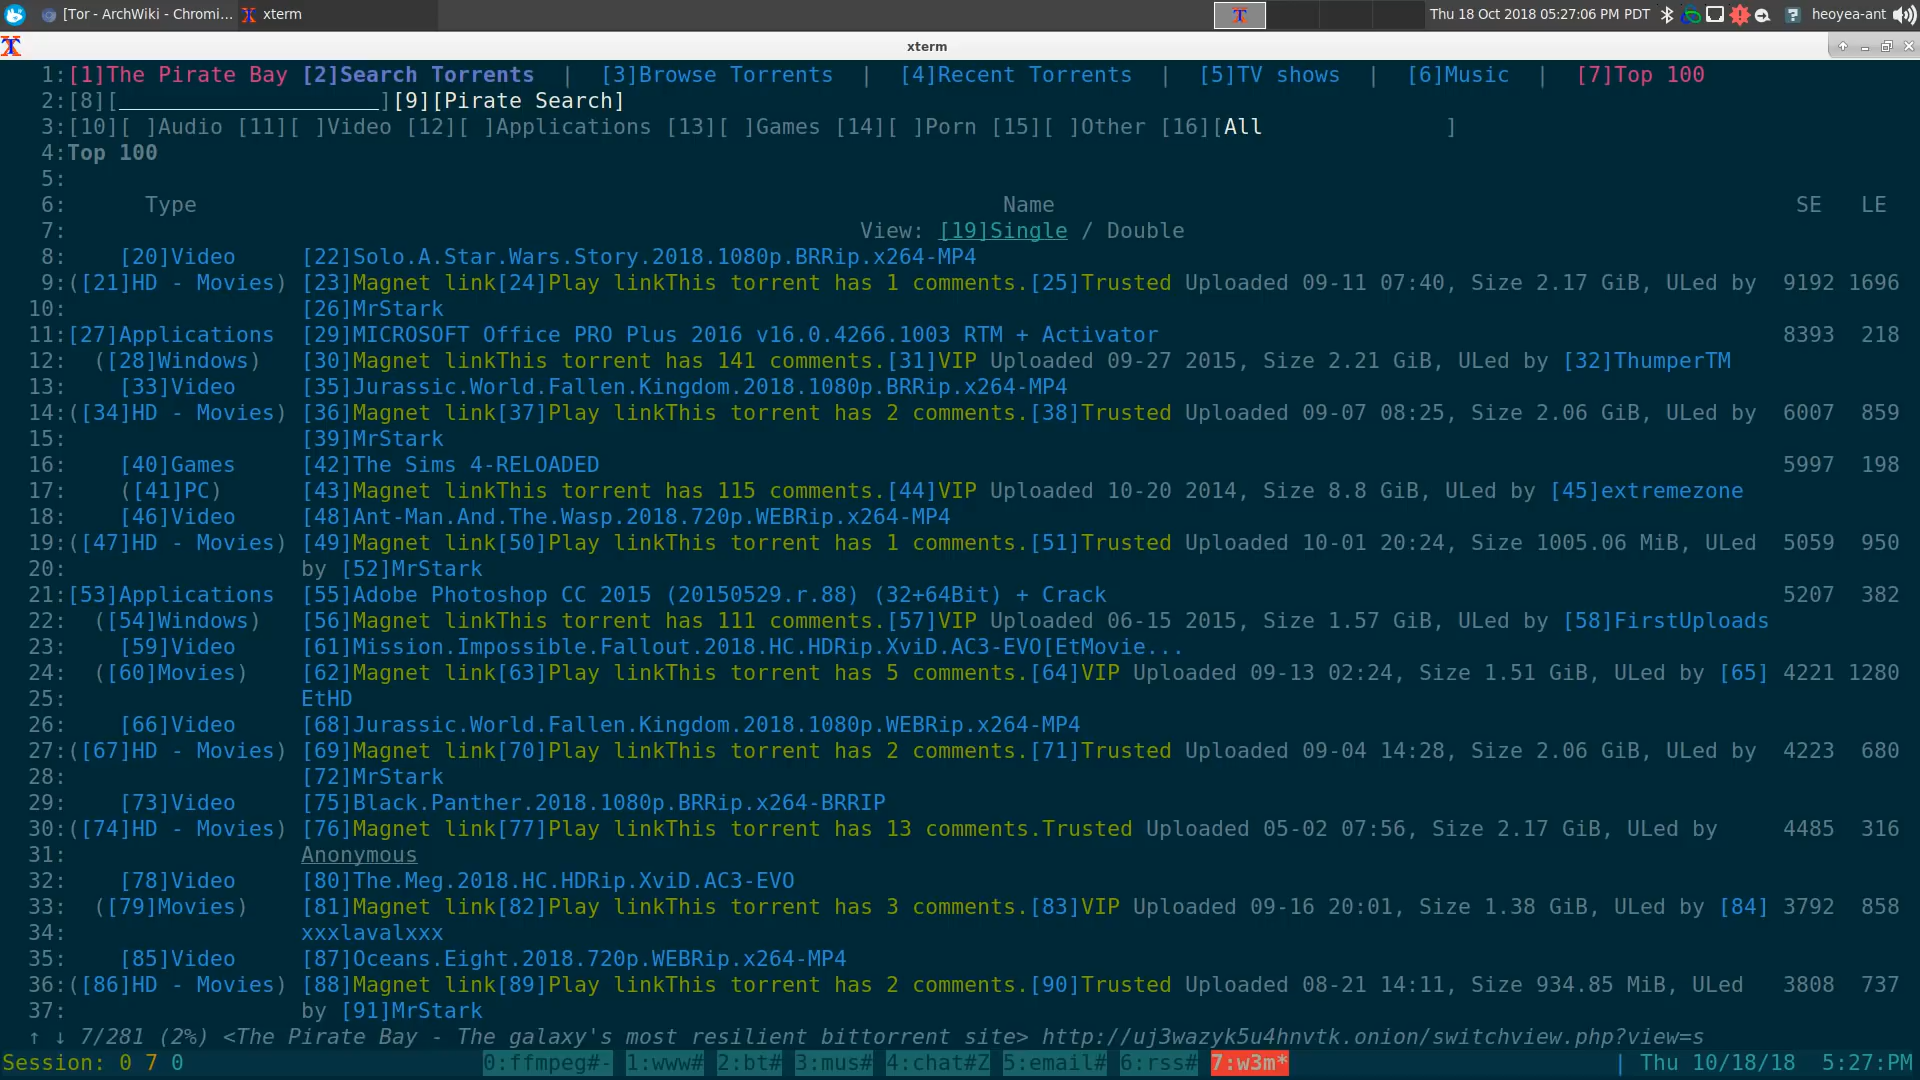 [Tor - ArchWiki - Chromi... xterm Thu 18 Oct 2018 05:27:06 PM PDT heoyea-ant
xterm
1:[1]The Pirate Bay [2]Search Torrents | [3]Browse Torrents | [4]Recent Torrents | [5]TV shows | [6]Music | [7]Top 100
2:[8][____________________][9][Pirate Search]
3:[10][ ]Audio [11][ ]Video [12][ ]Applications [13][ ]Games [14][ ]Porn [15][ ]Other [16][All ]
4:Top 100
5:
6: Type Name SE LE
7: View: [19]Single / Double
8: [20]Video [22]Solo.A.Star.Wars.Story.2018.1080p.BRRip.x264-MP4
9:([21]HD - Movies) [23]Magnet link[24]Play linkThis torrent has 1 comments.[25]Trusted Uploaded 09-11 07:40, Size 2.17 GiB, ULed by 9192 1696
10: [26]MrStark
11:[27]Applications [29]MICROSOFT Office PRO Plus 2016 v16.0.4266.1003 RTM + Activator 8393 218
12: ([28]Windows) [30]Magnet linkThis torrent has 141 comments.[31]VIP Uploaded 09-27 2015, Size 2.21 GiB, ULed by [32]ThumperTM
13: [33]Video [35]Jurassic.World.Fallen.Kingdom.2018.1080p.BRRip.x264-MP4
14:([34]HD - Movies) [36]Magnet link[37]Play linkThis torrent has 2 comments.[38]Trusted Uploaded 09-07 08:25, Size 2.06 GiB, ULed by 6007 859
15: [39]MrStark
16: [40]Games [42]The Sims 4-RELOADED 5997 198
17: ([41]PC) [43]Magnet linkThis torrent has 115 comments.[44]VIP Uploaded 10-20 2014, Size 8.8 GiB, ULed by [45]extremezone
18: [46]Video [48]Ant-Man.And.The.Wasp.2018.720p.WEBRip.x264-MP4
19:([47]HD - Movies) [49]Magnet link[50]Play linkThis torrent has 1 comments.[51]Trusted Uploaded 10-01 20:24, Size 1005.06 MiB, ULed 5059 950
20: by [52]MrStark
21:[53]Applications [55]Adobe Photoshop CC 2015 (20150529.r.88) (32+64Bit) + Crack 5207 382
22: ([54]Windows) [56]Magnet linkThis torrent has 111 comments.[57]VIP Uploaded 06-15 2015, Size 1.57 GiB, ULed by [58]FirstUploads
23: [59]Video [61]Mission.Impossible.Fallout.2018.HC.HDRip.XviD.AC3-EVO[EtMovie...
24: ([60]Movies) [62]Magnet link[63]Play linkThis torrent has 5 comments.[64]VIP Uploaded 09-13 02:24, Size 1.51 GiB, ULed by [65] 4221 1280
25: EtHD
26: [66]Video [68]Jurassic.World.Fallen.Kingdom.2018.1080p.WEBRip.x264-MP4
27:([67]HD - Movies) [69]Magnet link[70]Play linkThis torrent has 2 comments.[71]Trusted Uploaded 09-04 14:28, Size 2.06 GiB, ULed by 4223 680
28: [72]MrStark
29: [73]Video [75]Black.Panther.2018.1080p.BRRip.x264-BRRIP
30:([74]HD - Movies) [76]Magnet link[77]Play linkThis torrent has 13 comments.Trusted Uploaded 05-02 07:56, Size 2.17 GiB, ULed by 4485 316
31: Anonymous
32: [78]Video [80]The.Meg.2018.HC.HDRip.XviD.AC3-EVO
33: ([79]Movies) [81]Magnet link[82]Play linkThis torrent has 3 comments.[83]VIP Uploaded 09-16 20:01, Size 1.38 GiB, ULed by [84] 3792 858
34: xxxlavalxxx
35: [85]Video [87]Oceans.Eight.2018.720p.WEBRip.x264-MP4
36:([86]HD - Movies) [88]Magnet link[89]Play linkThis torrent has 2 comments.[90]Trusted Uploaded 08-21 14:11, Size 934.85 MiB, ULed 3808 737
37: by [91]MrStark
↑ ↓ 7/281 (2%) <The Pirate Bay - The galaxy's most resilient bittorrent site> http://uj3wazyk5u4hnvtk.onion/switchview.php?view=s
Session: 0 7 0 0:ffmpeg#- 1:www# 2:bt# 3:mus# 4:chat#Z 5:email# 6:rss# 7:w3m* | Thu 10/18/18 5:27:PM